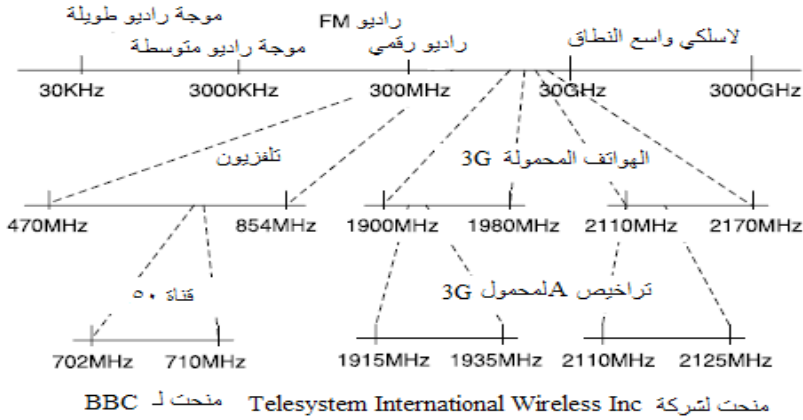 موجة راديو طويلة
راديو FM
موجة راديو متوسطة
راديو رقمي
لاسلكي واسع النطاق
30KHz 3000KHz 300MHz 30GHz 3000GHz
تلفزيون
الهواتف المحمولة 3G
470MHz 854MHz 1900MHz 1980MHz 2110MHz 2170MHz
قناة ٥٠
تراخيص Aلمحمول 3G
702MHz 710MHz 1915MHz 1935MHz 2110MHz 2125MHz
منحت لـ BBC
منحت لشركة Telesystem International Wireless Inc